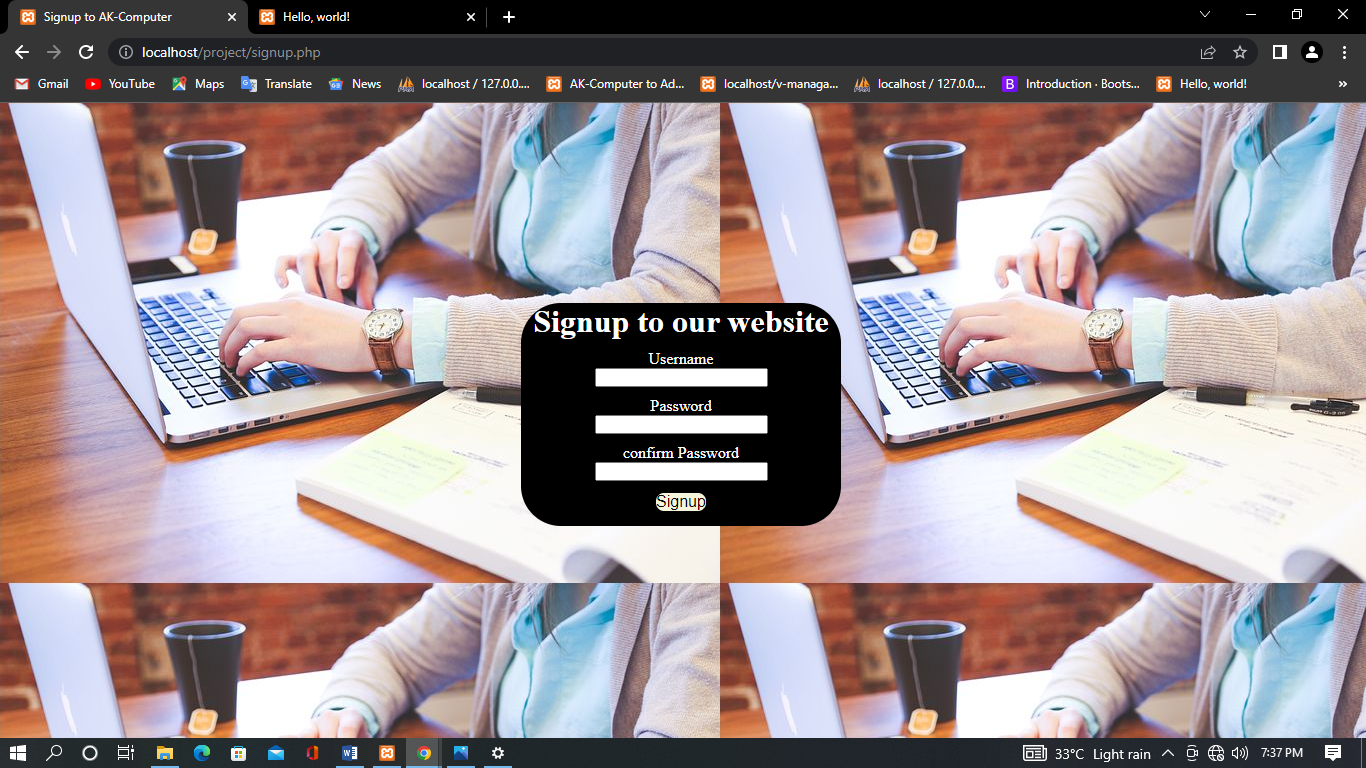 Signup to AK-Computer
Hello, world!
localhost/project/signup.php
Gmail
YouTube
Maps
Translate
News
localhost / 127.0.0....
AK-Computer to Ad...
localhost/v-managa...
localhost / 127.0.0....
B
Introduction · Boots...
Hello, world!
»
Signup to our website
Username
Password
confirm Password
Signup
33°C Light rain
7:37 PM